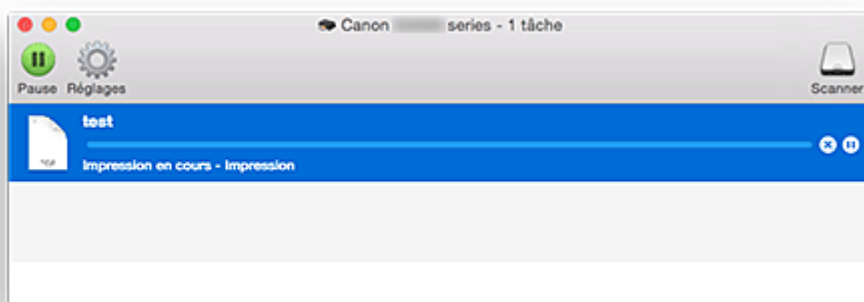 Canon series - 1 tâche
Pause Réglages Scanner
test
Impression en cours - Impression